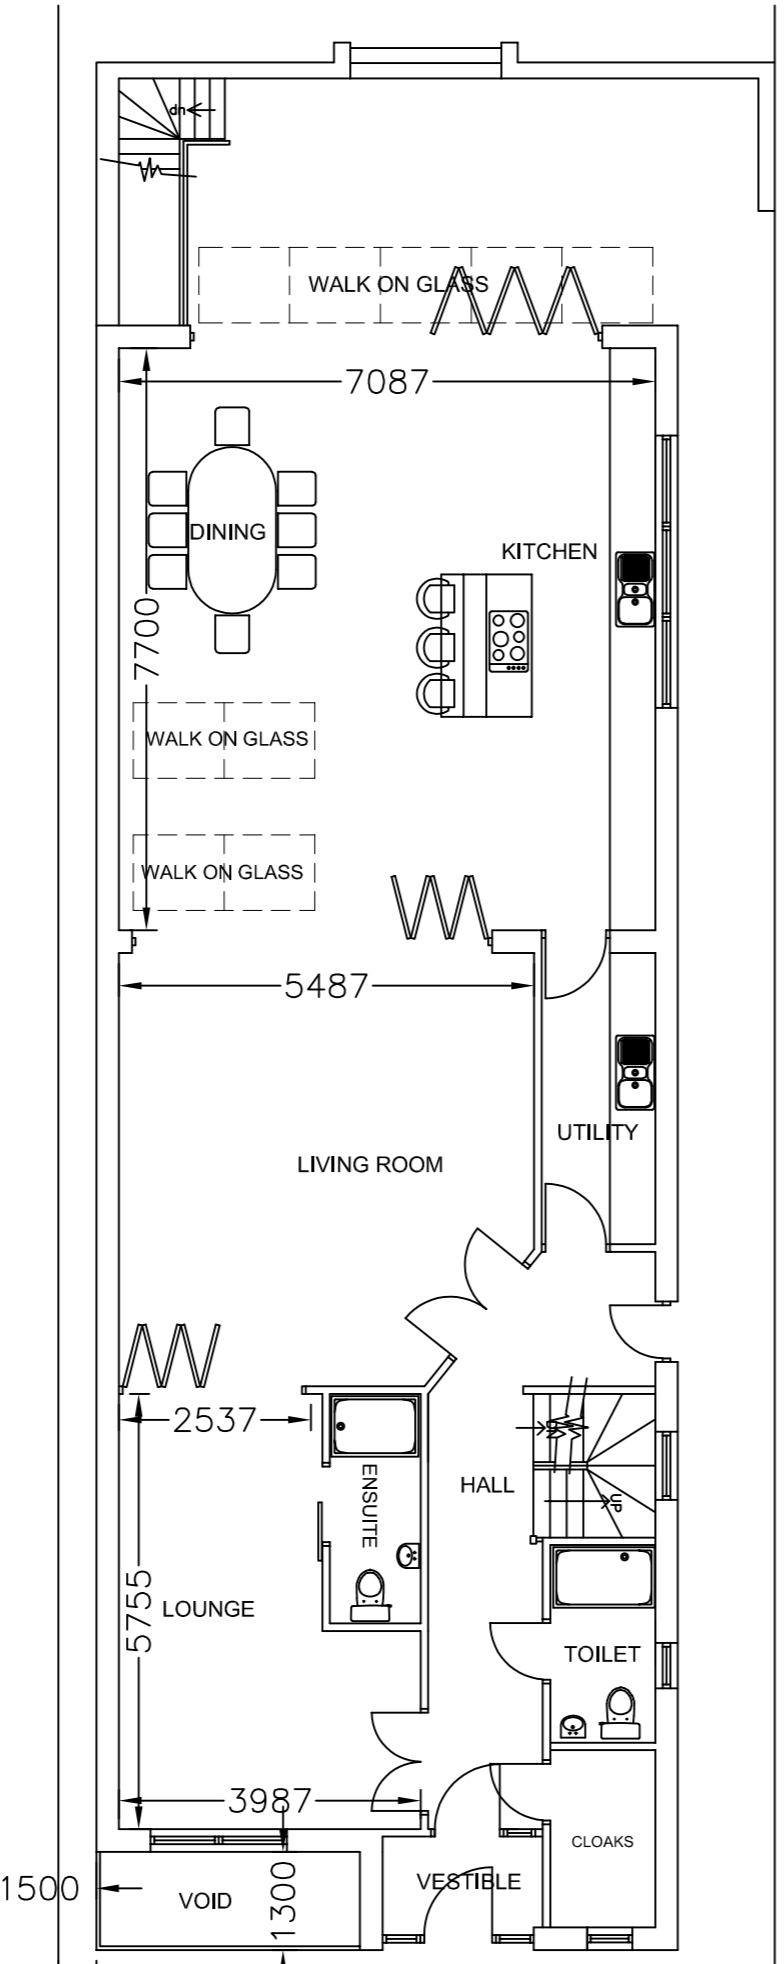 up
WALK ON GLASS
7087
DINING
KITCHEN
7700
WALK ON GLASS
WALK ON GLASS
5487
UTILITY
LIVING ROOM
2537
ENSUITE
HALL
UP
5755
LOUNGE
TOILET
3987
CLOAKS
1500
VOID
1300
VESTIBLE